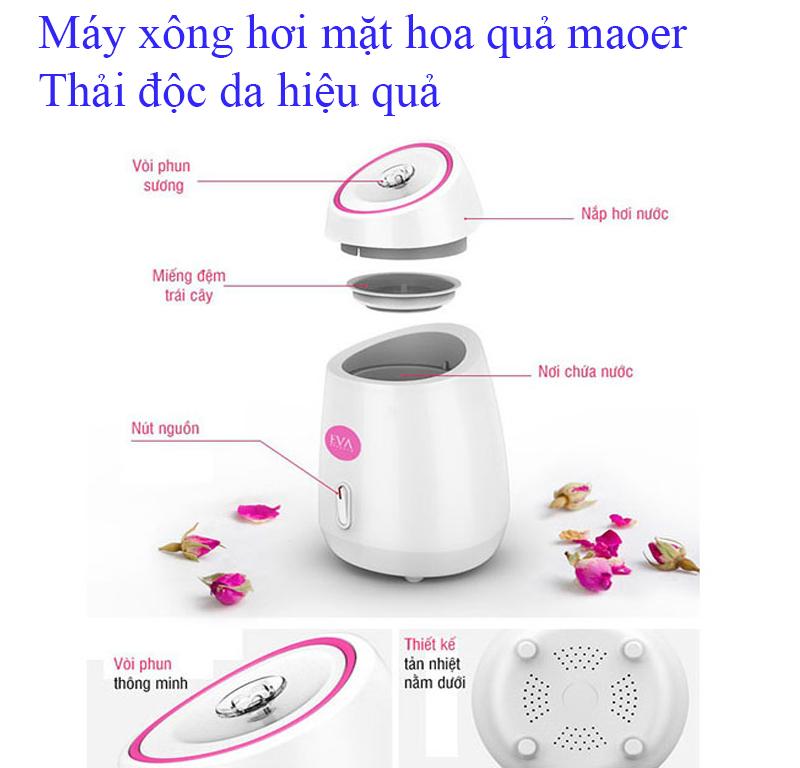 Máy xông hơi mặt hoa quả maoer
Thải độc da hiệu quả
Vòi phun
sương
Nắp hơi nước
Miếng đệm
trái cây
Nơi chứa nước
Nút nguồn
EVA
Vòi phun
thông minh
Thiết kế
tản nhiệt
nằm dưới